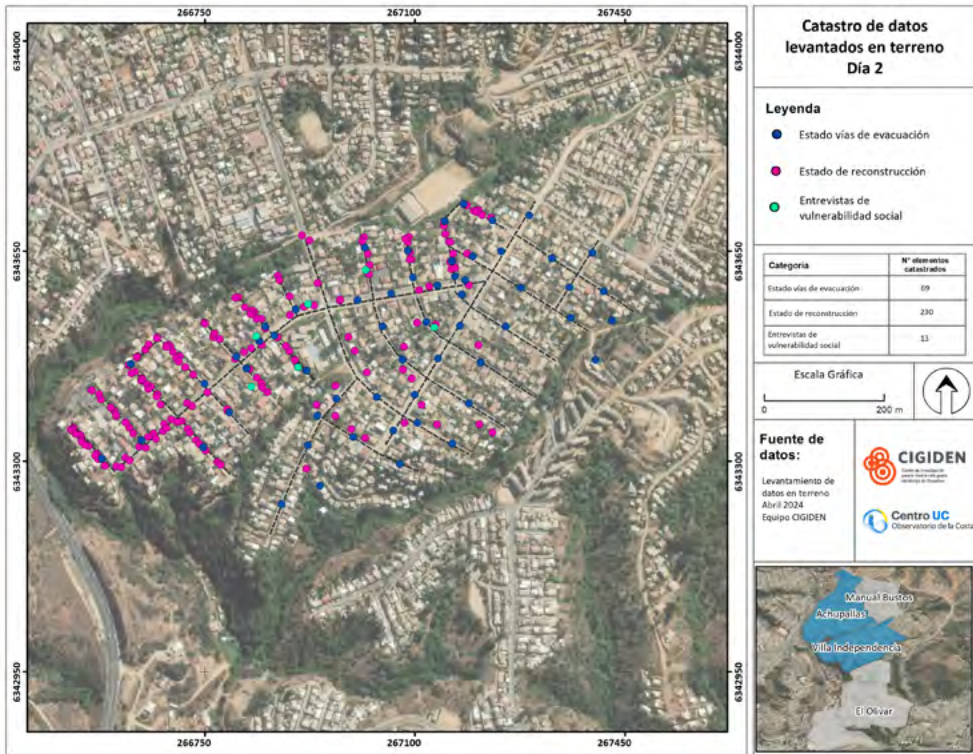 266750
267100
267450
6344000
6344000
6343650
6343650
6343300
6343300
6342950
6342950
266750
267100
267450
Catastro de datos
levantados en terreno
Día 2
Leyenda
Estado vías de evacuación
Estado de reconstrucción
Entrevistas de
vulnerabilidad social
Categoría
N° elementos
catastrados
Estado vías de evacuación
69
Estado de reconstrucción
230
Entrevistas de
vulnerabilidad social
13
Escala Gráfica
0
200 m
Fuente de
datos:
Levantamiento de
datos en terreno
Abril 2024
Equipo CIGIDEN
CIGIDEN
Centro UC
Observatorio de la Costa
Manual Bustos
Achupallas
Villa Independencia
El Olivar